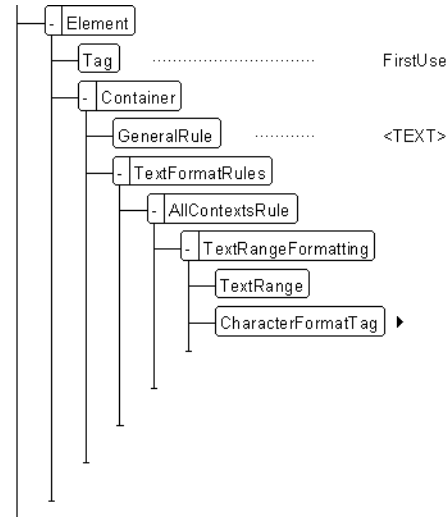 - Element
Tag .......................... FirstUse
- Container
GeneralRule ............ <TEXT>
- TextFormatRules
- AllContextsRule
- TextRangeFormatting
TextRange
CharacterFormatTag